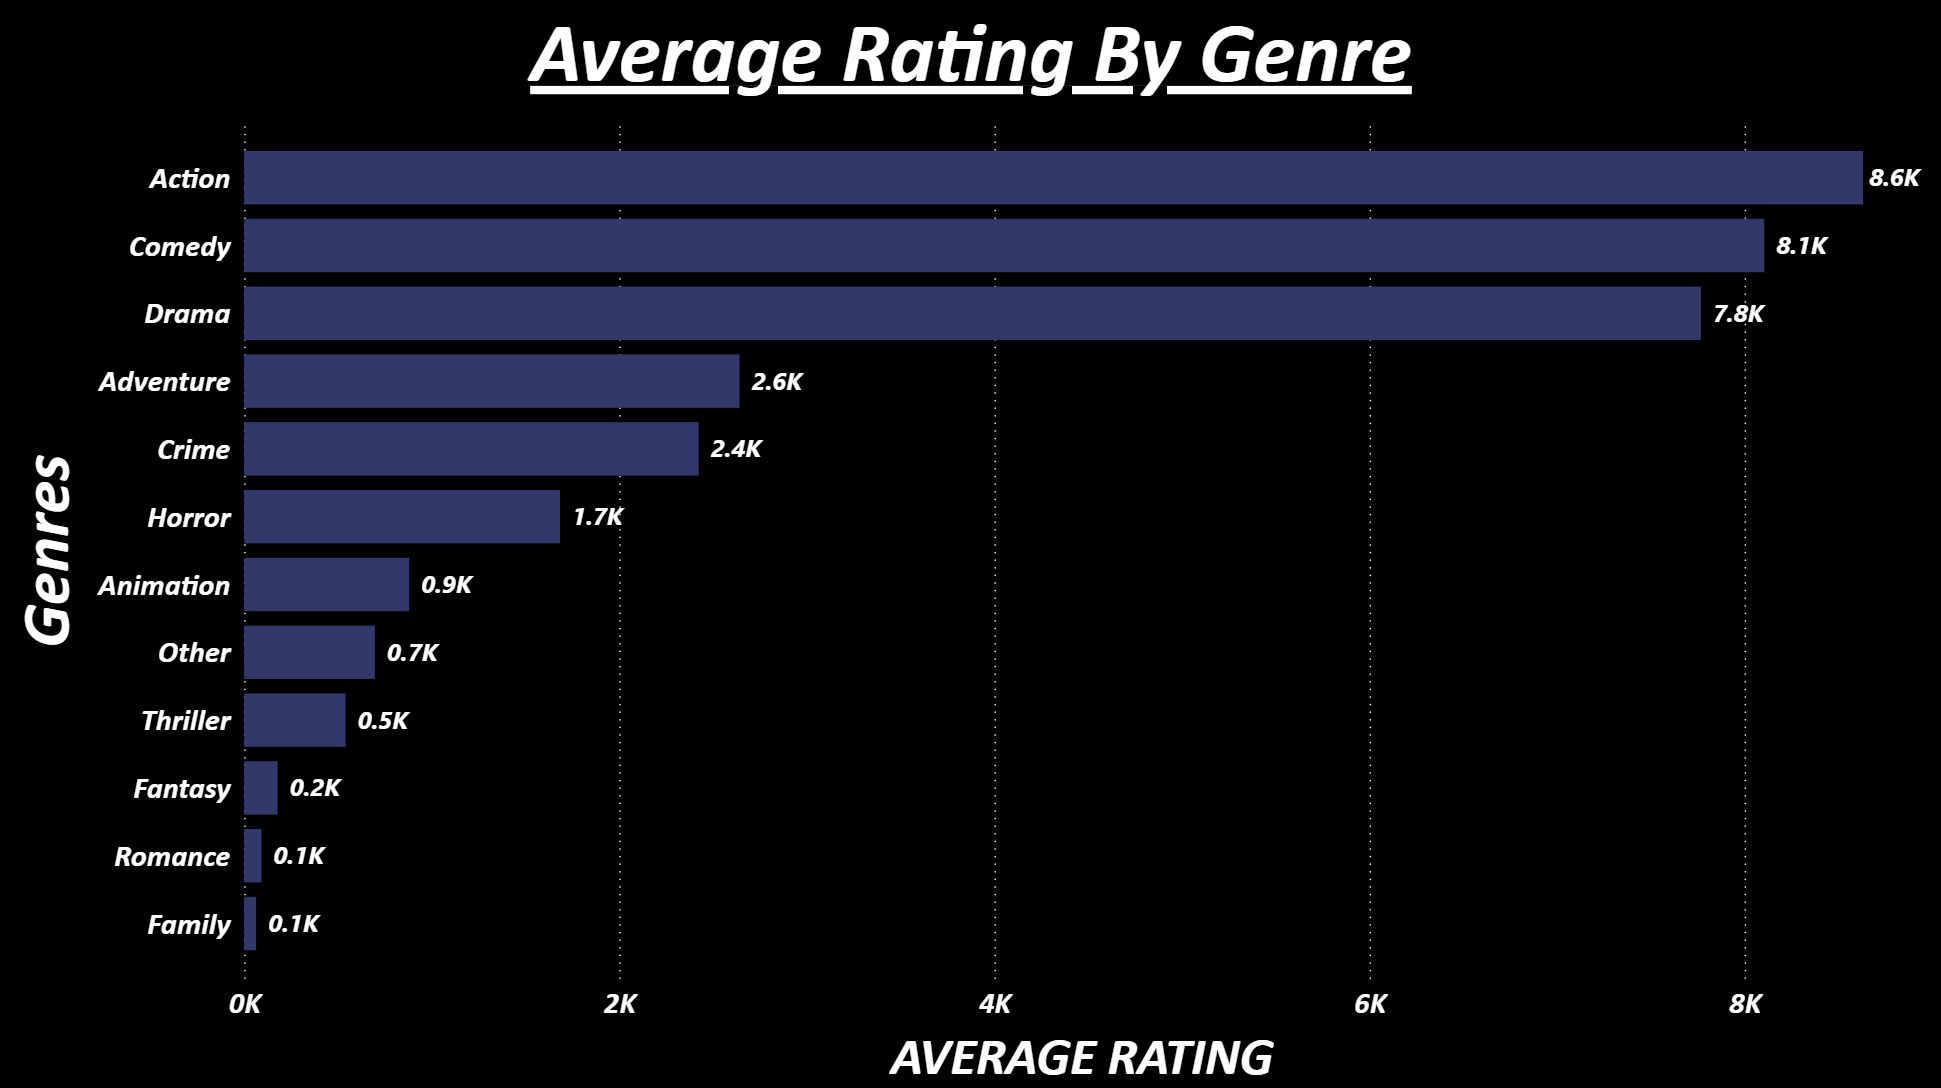 Average Rating By Genre
Action 8.6K
Comedy 8.1K
Drama 7.8K
Adventure 2.6K
Crime 2.4K
Horror 1.7K
Animation 0.9K
Other 0.7K
Thriller 0.5K
Fantasy 0.2K
Romance 0.1K
Family 0.1K
Genres
0K 2K 4K 6K 8K
AVERAGE RATING